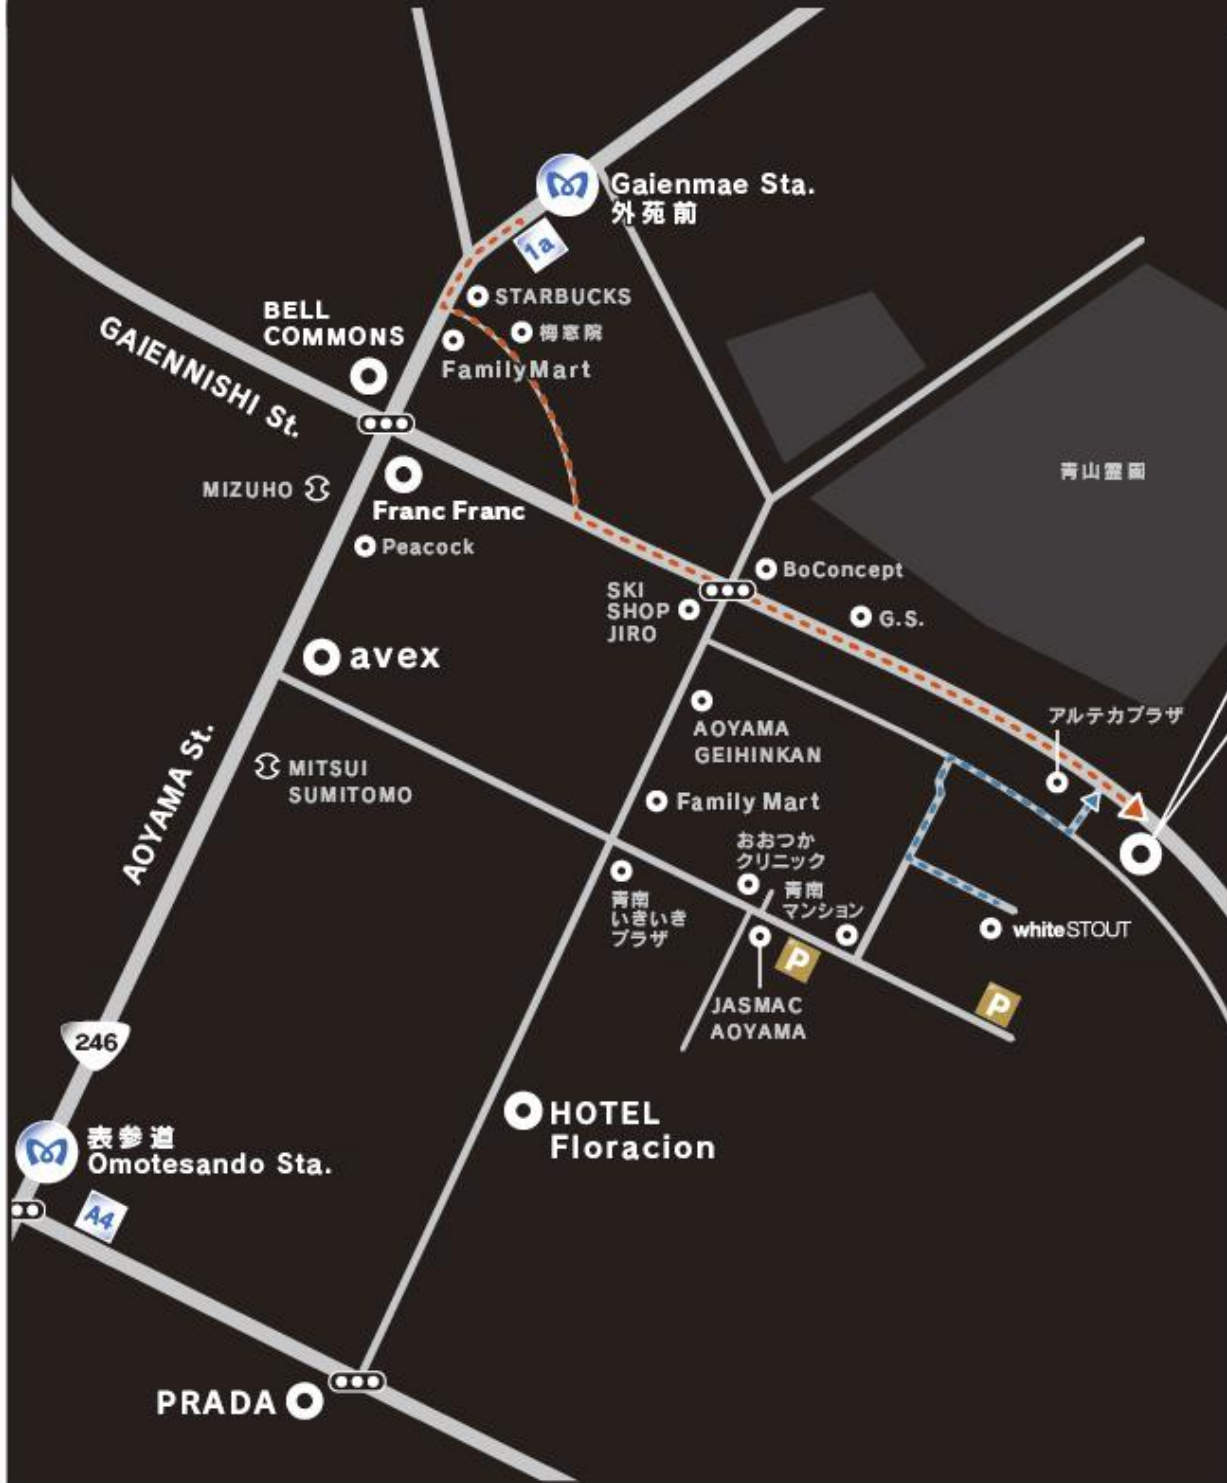 Gaienmae Sta.
外苑前
1a
STARBUCKS
梅窓院
FamilyMart
BELL
COMMONS
GAIENNISHI St.
MIZUHO
Franc Franc
Peacock
青山霊園
BoConcept
SKI
SHOP
JIRO
G.S.
avex
AOYAMA
GEIHINKAN
アルテカプラザ
AOYAMA St.
MITSUI
SUMITOMO
Family Mart
おおつか
クリニック
青南
マンション
青南
いきいき
プラザ
whiteSTOUT
P
P
JASMAC
AOYAMA
246
HOTEL
Floracion
表参道
Omotesando Sta.
A4
PRADA